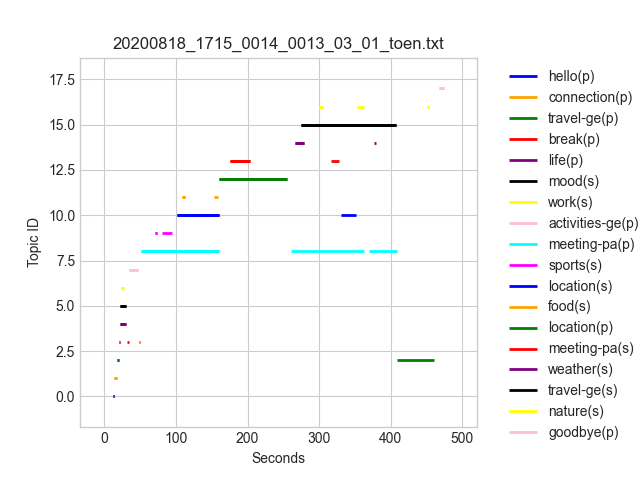 20200818_1715_0014_0013_03_01_toen.txt
17.5
15.0
12.5
10.0
7.5
5.0
2.5
0.0
Topic ID
0 100 200 300 400 500
Seconds
hello(p)
connection(p)
travel-ge(p)
break(p)
life(p)
mood(s)
work(s)
activities-ge(p)
meeting-pa(p)
sports(s)
location(s)
food(s)
location(p)
meeting-pa(s)
weather(s)
travel-ge(s)
nature(s)
goodbye(p)